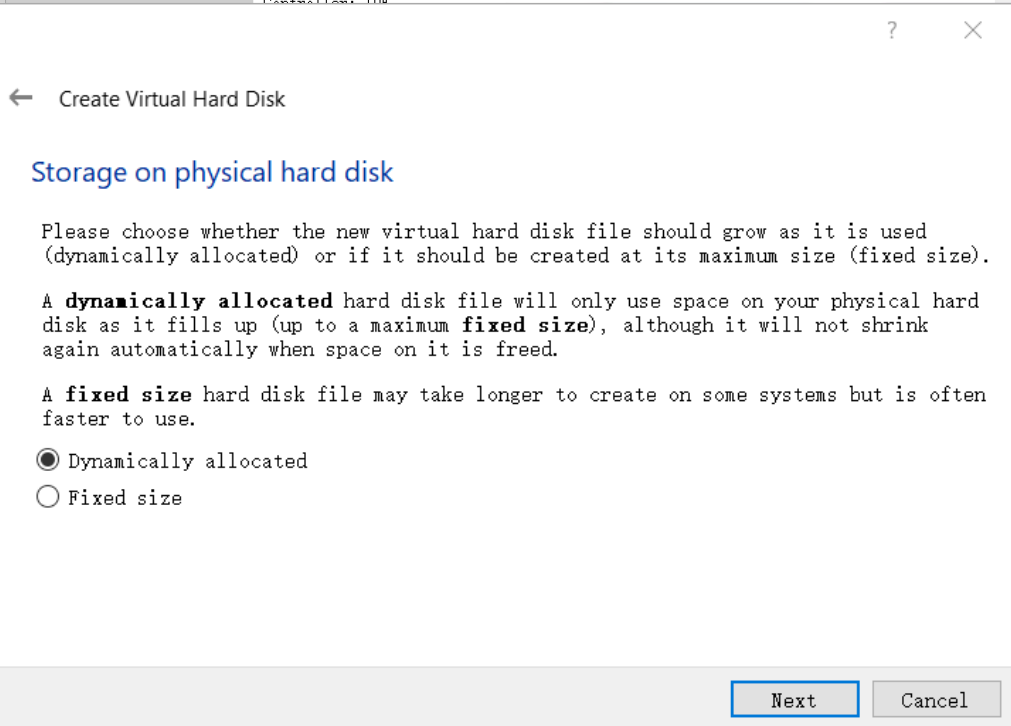 ?
Create Virtual Hard Disk
Storage on physical hard disk
Please choose whether the new virtual hard disk file should grow as it is used
(dynamically allocated) or if it should be created at its maximum size (fixed size).
A dynamically allocated hard disk file will only use space on your physical hard
disk as it fills up (up to a maximum fixed size), although it will not shrink
again automatically when space on it is freed.
A fixed size hard disk file may take longer to create on some systems but is often
faster to use.
Dynamically allocated
Fixed size
Next
Cancel